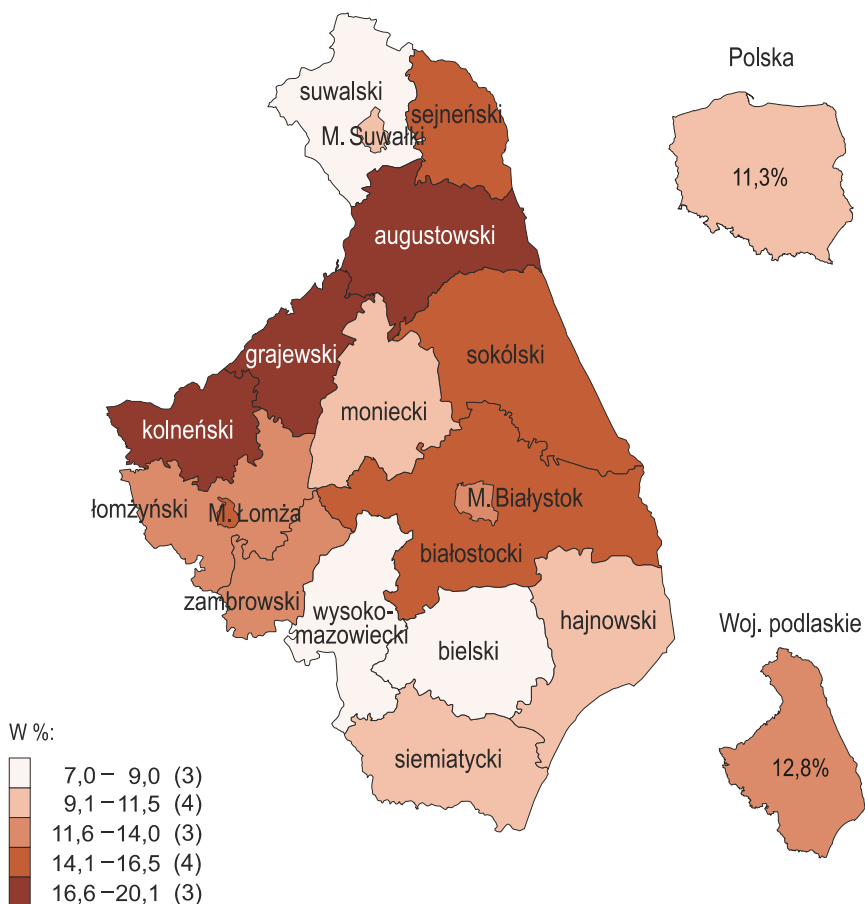 suwalski
sejneński
M. Suwałki
Polska
11,3%
augustowski
grajewski
sokólski
moniecki
kolneński
łomżyński
M. Łomża
M. Białystok
białostocki
zambrowski
wysoko-
mazowiecki
hajnowski
bielski
siemiatycki
Woj. podlaskie
12,8%
W %:
7,0 – 9,0 (3)
9,1 – 11,5 (4)
11,6 – 14,0 (3)
14,1 – 16,5 (4)
16,6 – 20,1 (3)